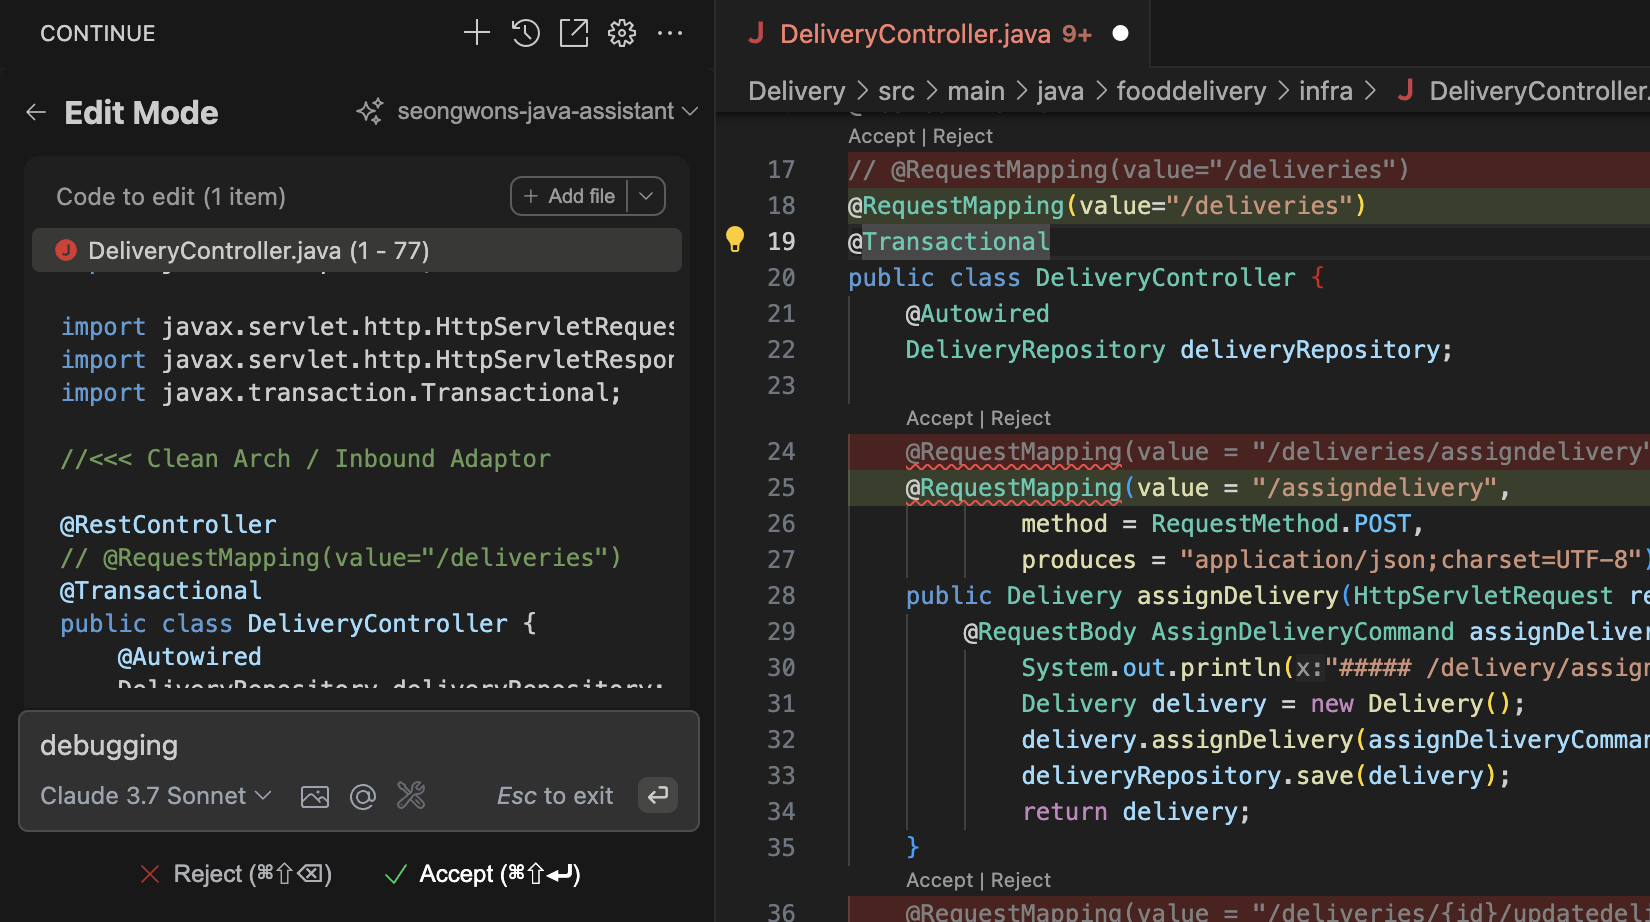 CONTINUE
Edit Mode
seongwons-java-assistant
Code to edit (1 item)
+ Add file
DeliveryController.java (1 - 77)
import javax.servlet.http.HttpServletReques
import javax.servlet.http.HttpServletRespon
import javax.transaction.Transactional;
//<<< Clean Arch / Inbound Adaptor
@RestController
// @RequestMapping(value="/deliveries")
@Transactional
public class DeliveryController {
@Autowired
DeliveryRepository deliveryRepository;
debugging
Claude 3.7 Sonnet
Esc to exit
Reject (⌘⇧⌫)
Accept (⌘⇧⏎)
J DeliveryController.java 9+
Delivery > src > main > java > fooddelivery > infra > J DeliveryController.
Accept | Reject
17 // @RequestMapping(value="/deliveries")
18 @RequestMapping(value="/deliveries")
19 @Transactional
20 public class DeliveryController {
21 @Autowired
22 DeliveryRepository deliveryRepository;
23
Accept | Reject
24 @RequestMapping(value = "/deliveries/assigndelivery"
25 @RequestMapping(value = "/assigndelivery",
26 method = RequestMethod.POST,
27 produces = "application/json;charset=UTF-8")
28 public Delivery assignDelivery(HttpServletRequest re
29 @RequestBody AssignDeliveryCommand assignDeliver
30 System.out.println(x:"##### /delivery/assign
31 Delivery delivery = new Delivery();
32 delivery.assignDelivery(assignDeliveryComman
33 deliveryRepository.save(delivery);
34 return delivery;
35 }
Accept | Reject
36 @RequestMapping(value = "/deliveries/{id}/updatedel